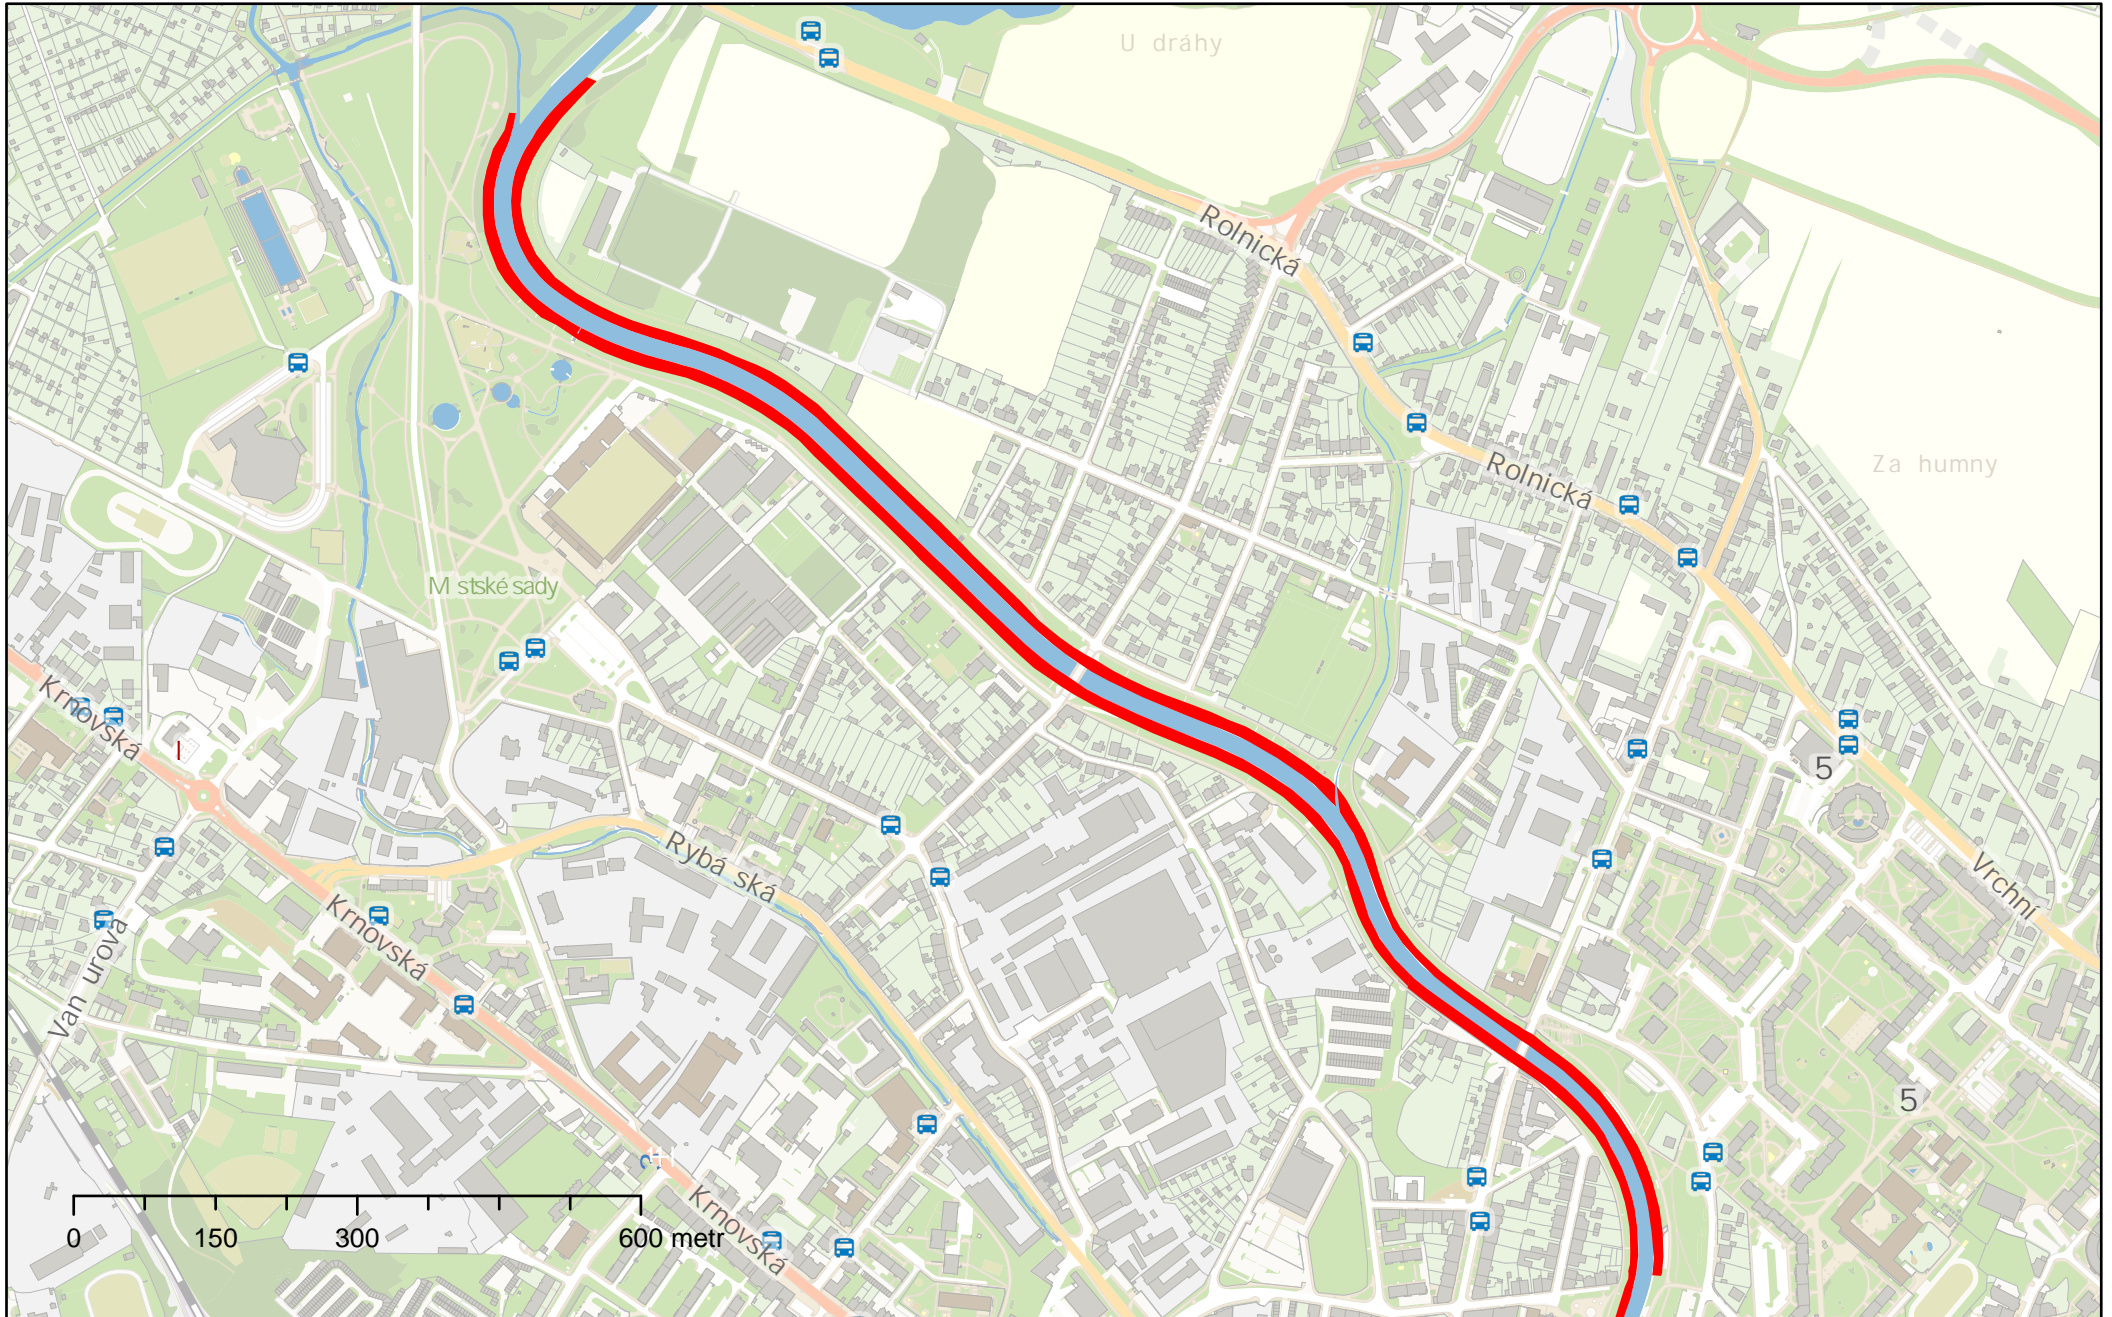 U dráhy
Rolnická
Rolnická
Za humny
M stské sady
Krnovská
5
Rybá ská
Vrchní
Krnovská
Van urova
5
Krnovská
0 150 300 600 metr